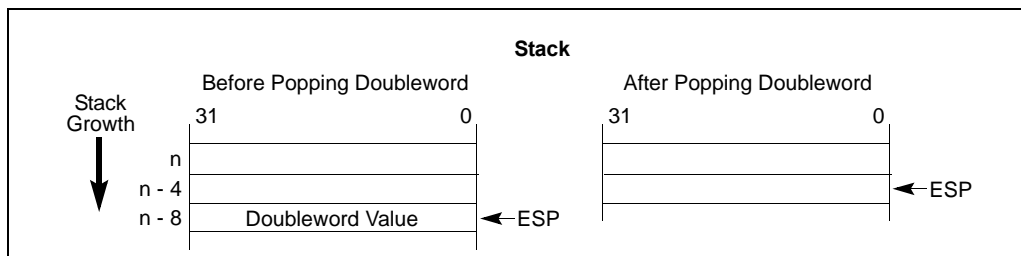 Stack
Before Popping Doubleword
After Popping Doubleword
Stack
Growth
31 0
31 0
n
n - 4
ESP
n - 8 Doubleword Value ESP